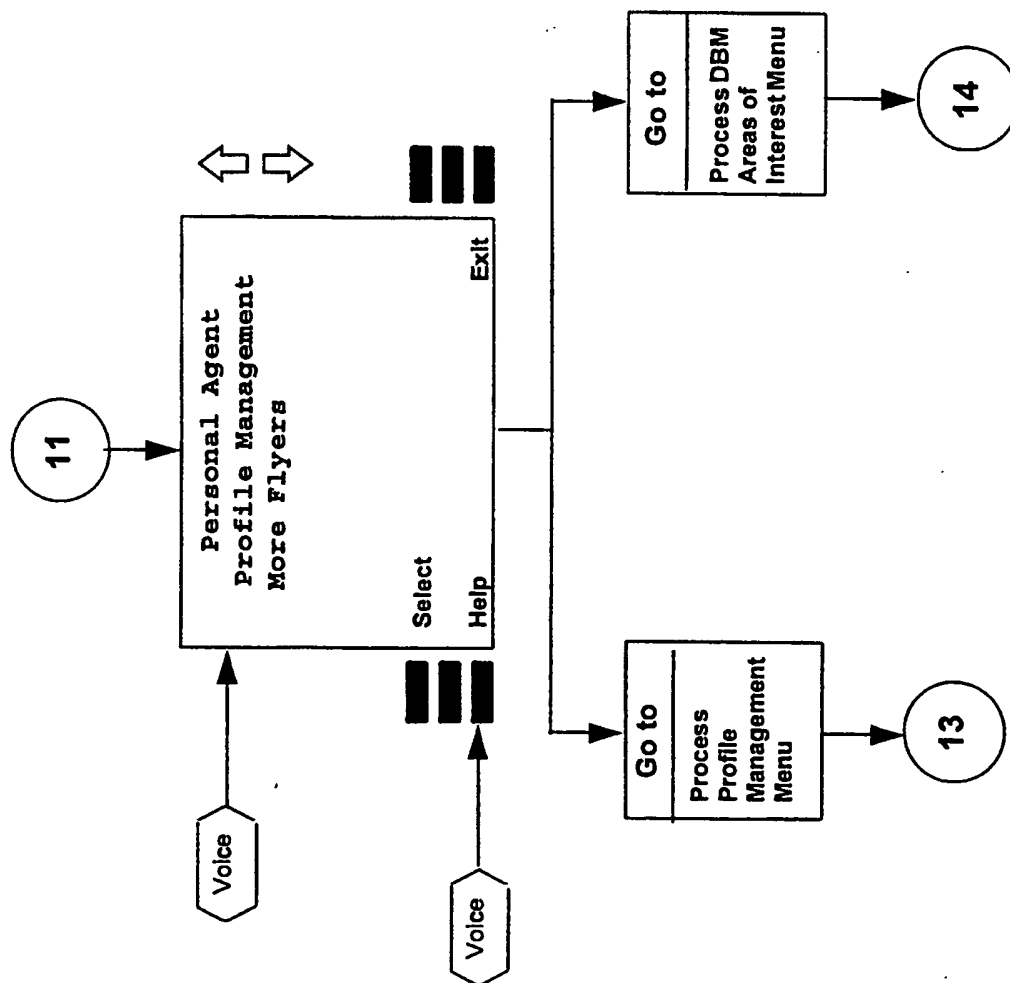 11
Voice
Personal Agent
Profile Management
More Flyers
Select
Help
Exit
Voice
Go to
Process
Profile
Management
Menu
13
Go to
Process DBM
Areas of
Interest Menu
14